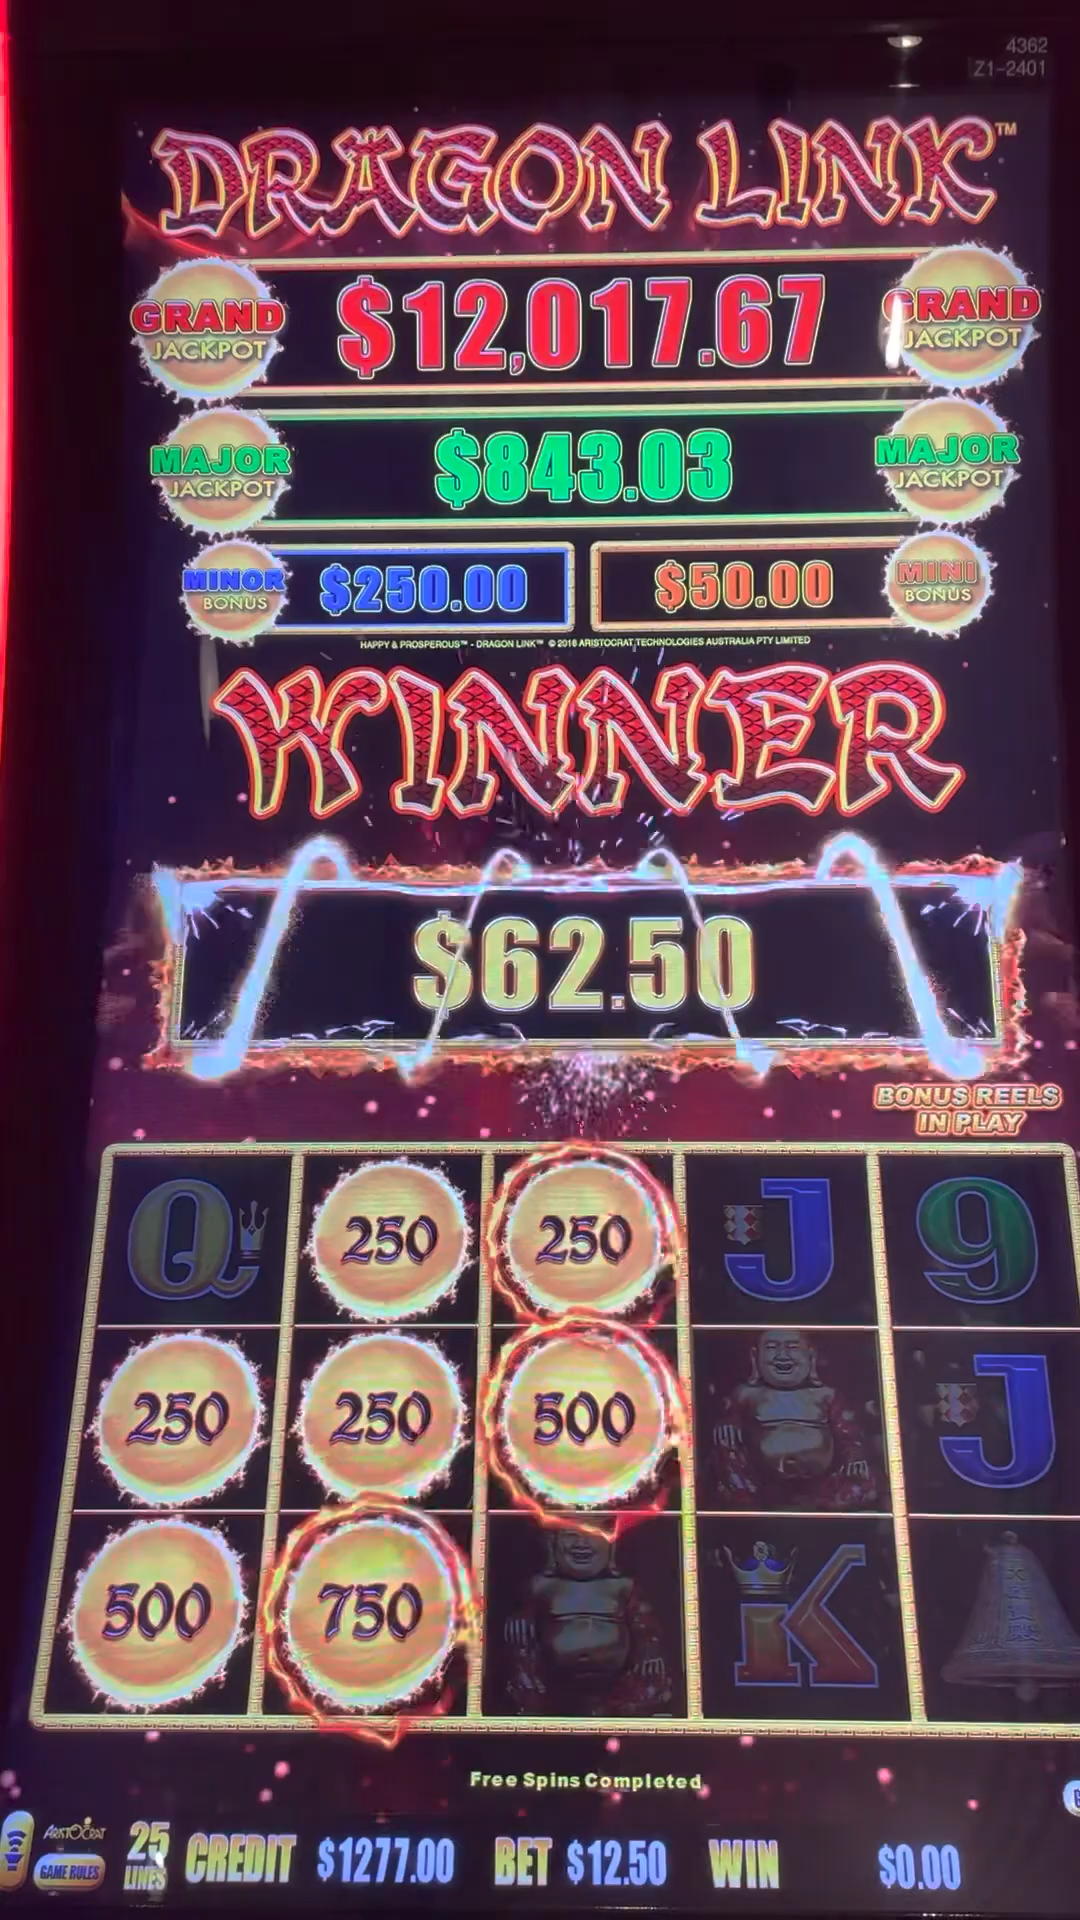 4362
Z1-2401
DRAGON LINK™
GRAND JACKPOT $12,017.67 GRAND JACKPOT
MAJOR JACKPOT $843.03 MAJOR JACKPOT
MINOR BONUS $250.00 $50.00 MINI BONUS
HAPPY & PROSPEROUS™ - DRAGON LINK™ © 2016 ARISTOCRAT TECHNOLOGIES AUSTRALIA PTY LIMITED
WINNER
$62.50
BONUS REELS
IN PLAY
Q 250 250 J 9
250 250 500 J
500 750 K
Free Spins Completed
ARISTOCRAT
GAME RULES
25
LINES
CREDIT $1277.00 BET $12.50 WIN $0.00